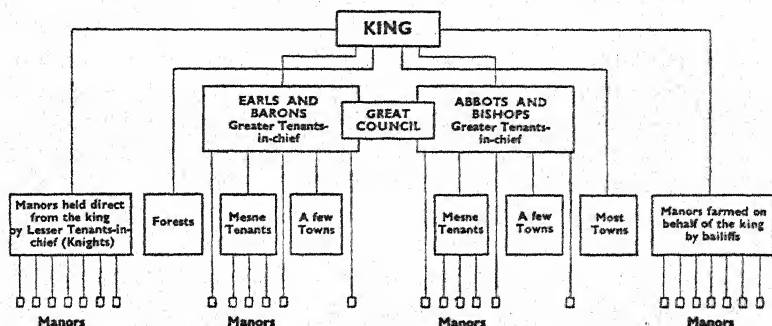 KING
EARLS AND
BARONS
Greater Tenants-
in-chief
GREAT
COUNCIL
ABBOTS AND
BISHOPS
Greater Tenants-
in-chief
Manors held direct
from the king
by Lesser Tenants-in-
chief (Knights)
Forests
Mesne
Tenants
A few
Towns
Mesne
Tenants
A few
Towns
Most
Towns
Manors farmed on
behalf of the king
by bailiffs
Manors
Manors
Manors
Manors